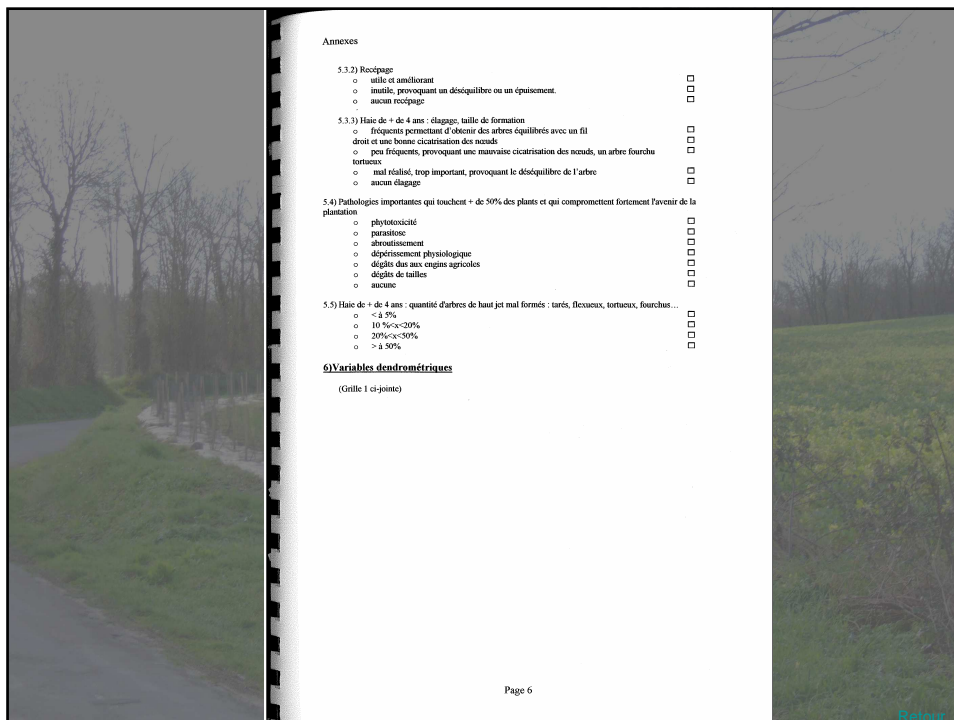 Annexes
5.3.2) Recépage
o utile et améliorant □
o inutile, provoquant un déséquilibre ou un épuisement. □
o aucun recépage □
5.3.3) Haie de + de 4 ans : élagage, taille de formation
o fréquents permettant d'obtenir des arbres équilibrés avec un fil □
droit et une bonne cicatrisation des nœuds □
o peu fréquents, provoquant une mauvaise cicatrisation des nœuds, un arbre fourchu □
tortueux
o mal réalisé, trop important, provoquant le déséquilibre de l'arbre □
o aucun élagage □
5.4) Pathologies importantes qui touchent + de 50% des plants et qui compromettent fortement l'avenir de la
plantation
o phytotoxicité □
o parasitose □
o abroutissement □
o dépérissement physiologique □
o dégâts dus aux engins agricoles □
o dégâts de tailles □
o aucune □
5.5) Haie de + de 4 ans : quantité d'arbres de haut jet mal formés : tarés, flexueux, tortueux, fourchus…
o < à 5% □
o 10 %<x<20% □
o 20%<x<50% □
o > à 50% □
6)Variables dendrométriques
(Grille 1 ci-jointe)
Page 6
Retour